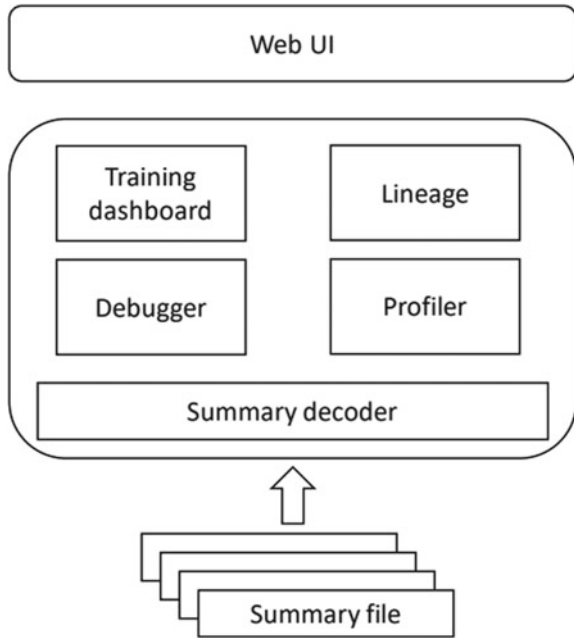 Web UI
Training
dashboard
Lineage
Debugger
Profiler
Summary decoder
Summary file